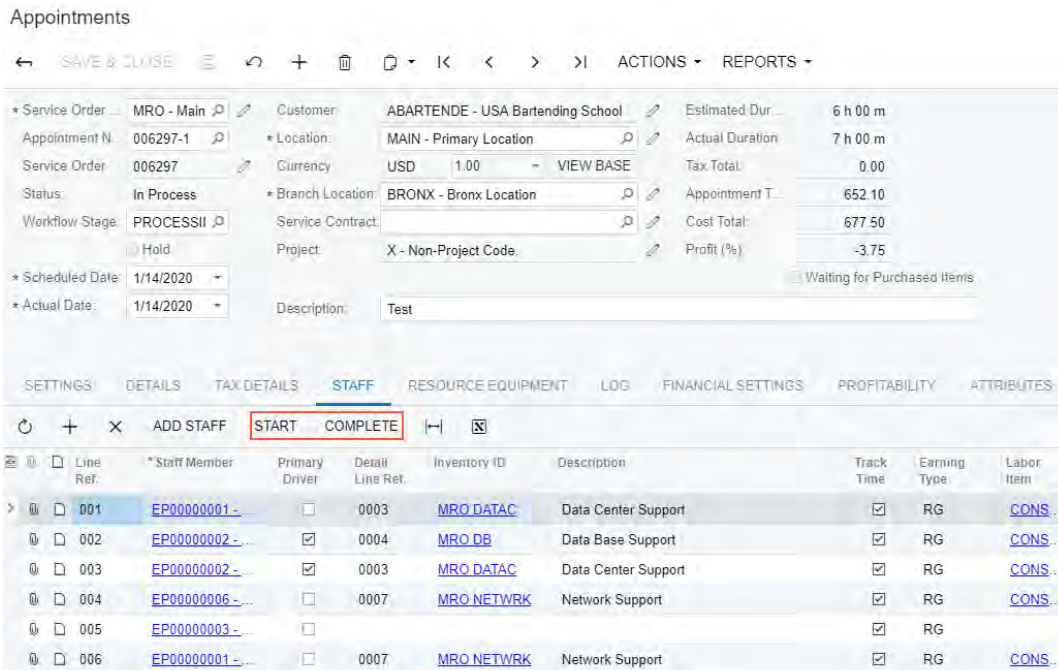 Appointments
SAVE & CLOSE ACTIONS REPORTS
* Service Order ... MRO - Main Customer: ABARTENDE - USA Bartending School Estimated Dur... 6 h 00 m
Appointment N... 006297-1 * Location: MAIN - Primary Location Actual Duration 7 h 00 m
Service Order 006297 Currency USD 1.00 VIEW BASE Tax Total: 0.00
Status: In Process * Branch Location: BRONX - Bronx Location Appointment T... 652.10
Workflow Stage: PROCESSII Service Contract: Cost Total: 677.50
Hold Project: X - Non-Project Code. Profit (%) -3.75
* Scheduled Date: 1/14/2020 Waiting for Purchased Items
* Actual Date: 1/14/2020 Description: Test
SETTINGS DETAILS TAX DETAILS STAFF RESOURCE EQUIPMENT LOG FINANCIAL SETTINGS PROFITABILITY ATTRIBUTES
ADD STAFF START COMPLETE
Line Ref. * Staff Member Primary Driver Detail Line Ref. Inventory ID Description Track Time Earning Type Labor Item
001 EP00000001 - ... 0003 MRO DATAC Data Center Support RG CONS...
002 EP00000002 - ... 0004 MRO DB Data Base Support RG CONS...
003 EP00000002 - ... 0003 MRO DATAC Data Center Support RG CONS...
004 EP00000006 - ... 0007 MRO NETWRK Network Support RG CONS...
005 EP00000003 - ... RG
006 EP00000001 - ... 0007 MRO NETWRK Network Support RG CONS...